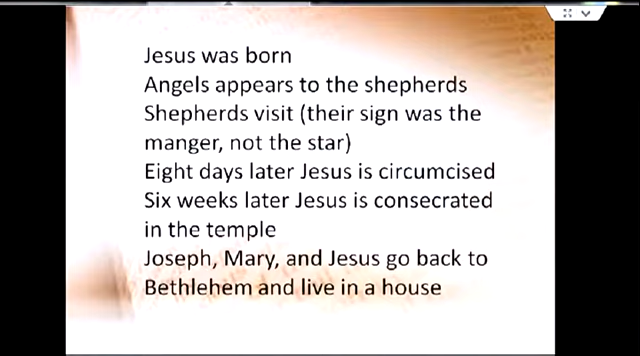 Jesus was born
Angels appears to the shepherds
Shepherds visit (their sign was the
manger, not the star)
Eight days later Jesus is circumcised
Six weeks later Jesus is consecrated
in the temple
Joseph, Mary, and Jesus go back to
Bethlehem and live in a house